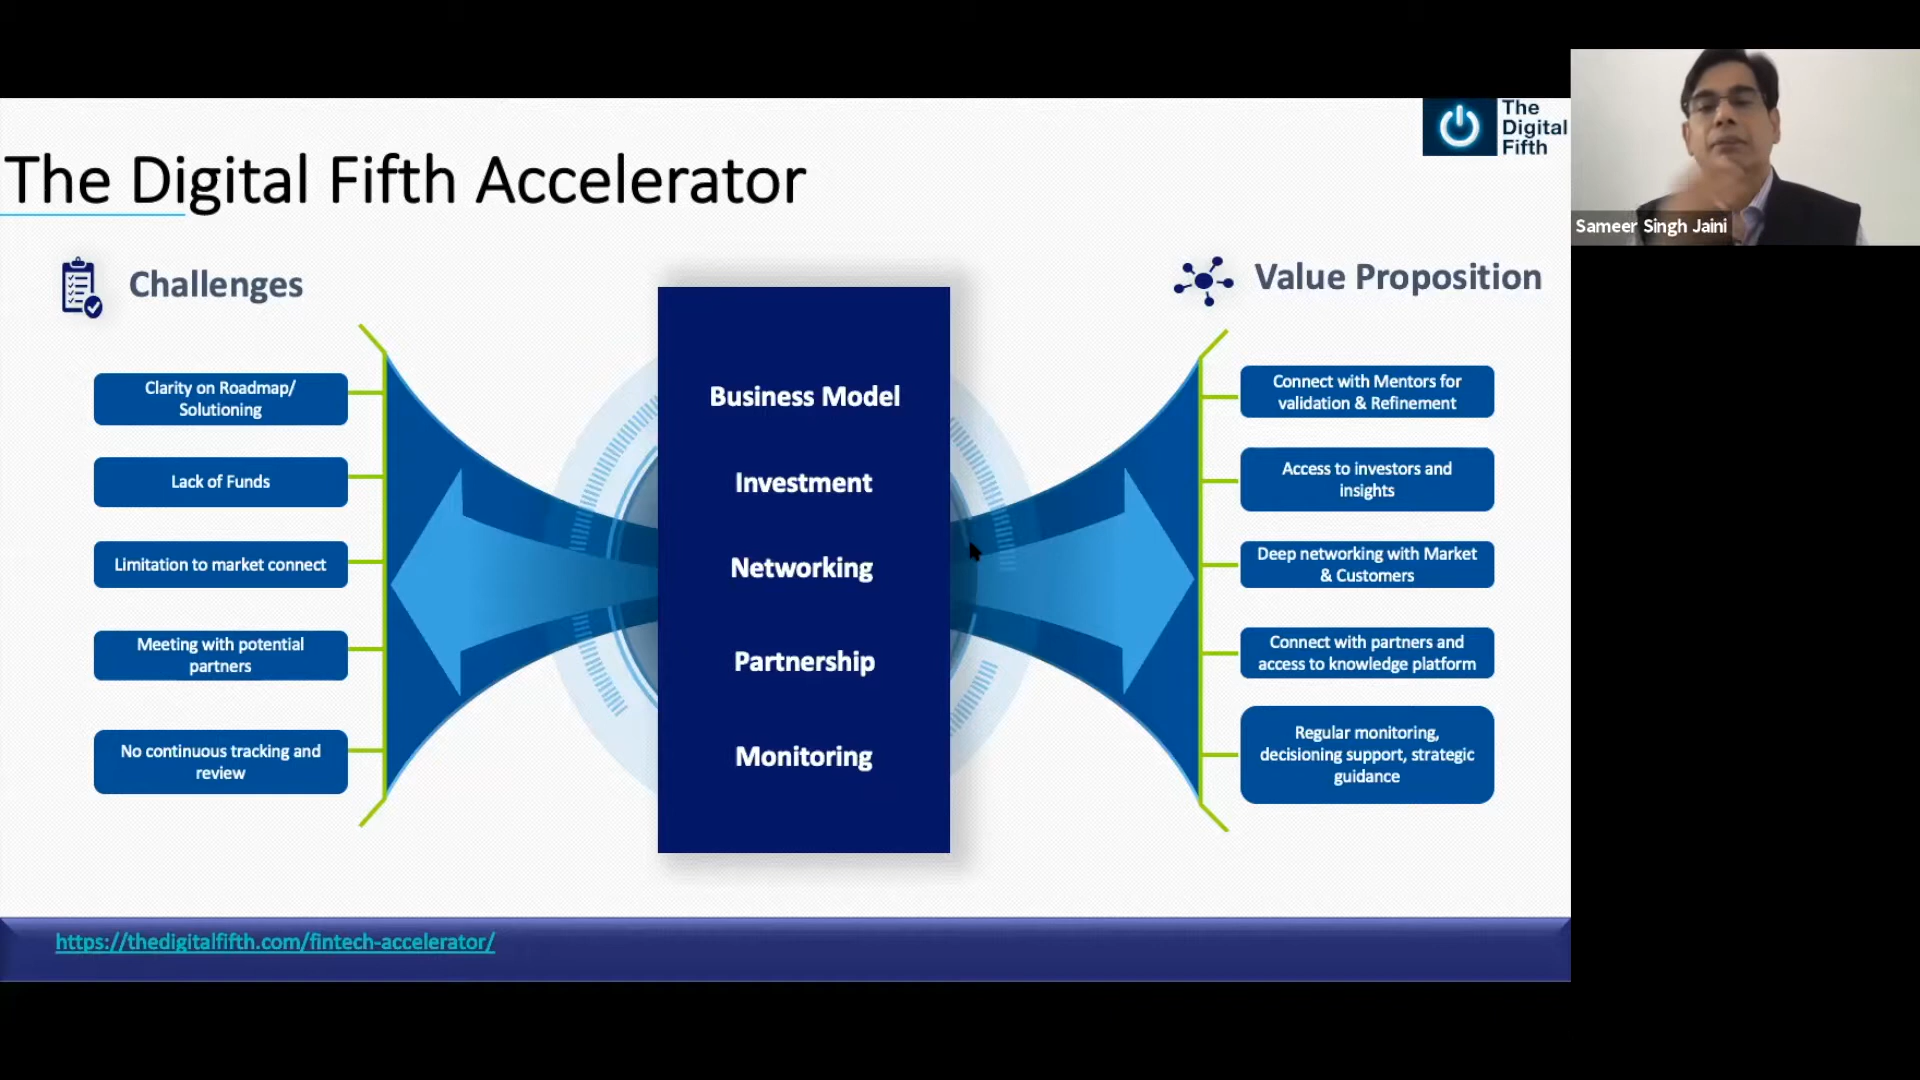 The Digital Fifth Accelerator
The
Digital
Fifth
Sameer Singh Jaini
Challenges
Clarity on Roadmap/
Solutioning
Lack of Funds
Limitation to market connect
Meeting with potential
partners
No continuous tracking and
review
Business Model
Investment
Networking
Partnership
Monitoring
Value Proposition
Connect with Mentors for
validation & Refinement
Access to investors and
insights
Deep networking with Market
& Customers
Connect with partners and
access to knowledge platform
Regular monitoring,
decisioning support, strategic
guidance
https://thedigitalfifth.com/fintech-accelerator/